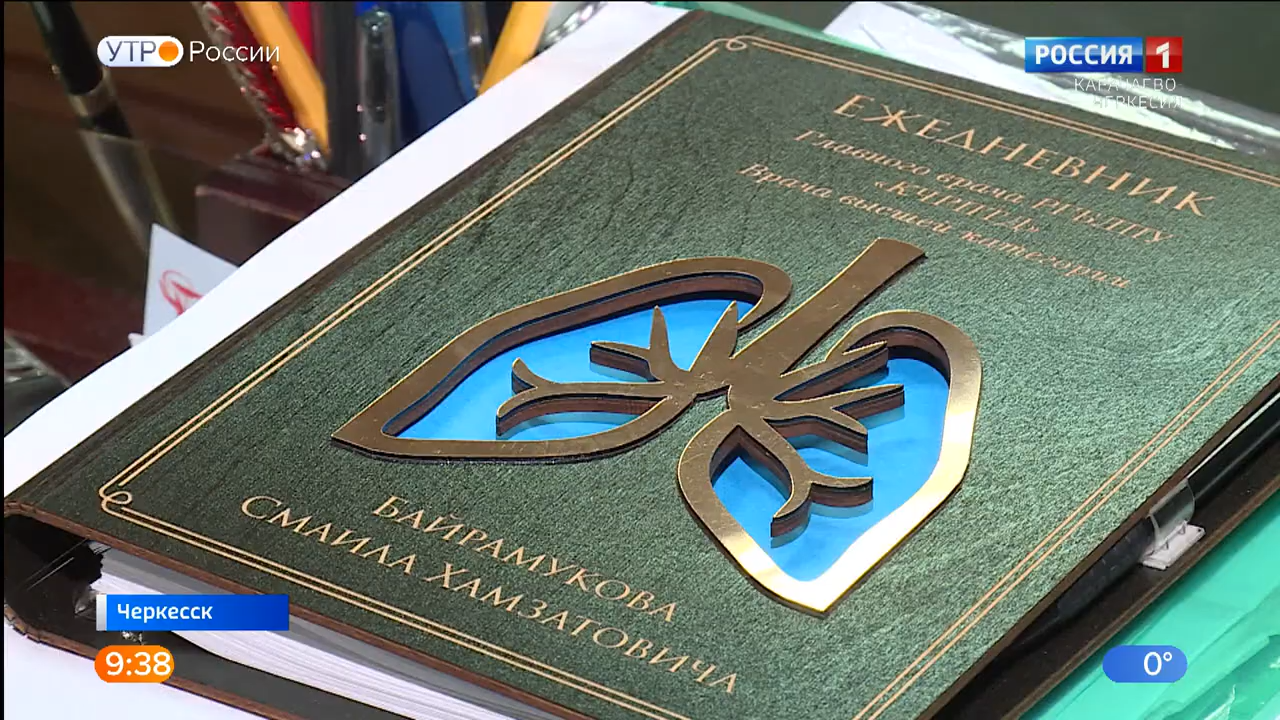 УТРО России
РОССИЯ 1
КАРАЧАЕВО
ЧЕРКЕСИЯ
ЕЖЕДНЕВНИК
Главного врача РГБЛПУ
«КЧРПТД»
Врача высшей категории
БАЙРАМУКОВА
СМАИЛА ХАМЗАТОВИЧА
Черкесск
9:38
0°